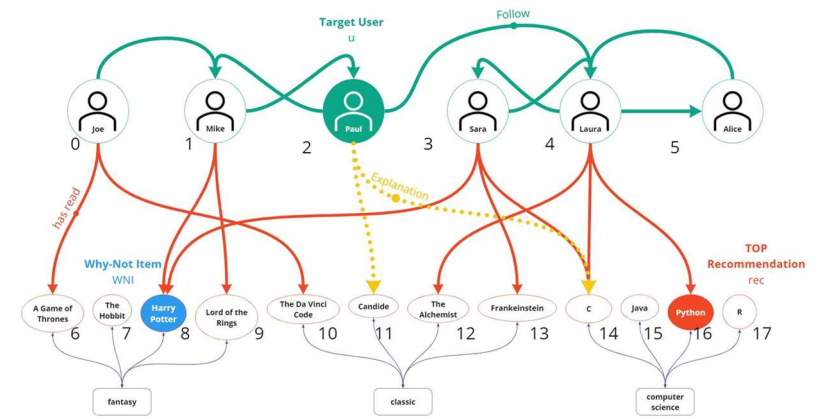 Follow
Target User
u
Joe
Mike
Paul
Sara
Laura
Alice
0
1
2
3
4
5
has read
Explanation
Why-Not Item
WNI
TOP
Recommendation
rec
A Game of
Thrones
The
Hobbit
Harry
Potter
Lord of the
Rings
The Da Vinci
Code
Candide
The
Alchemist
Frankeinstein
C
Java
Python
R
6
7
8
9
10
11
12
13
14
15
16
17
fantasy
classic
computer
science